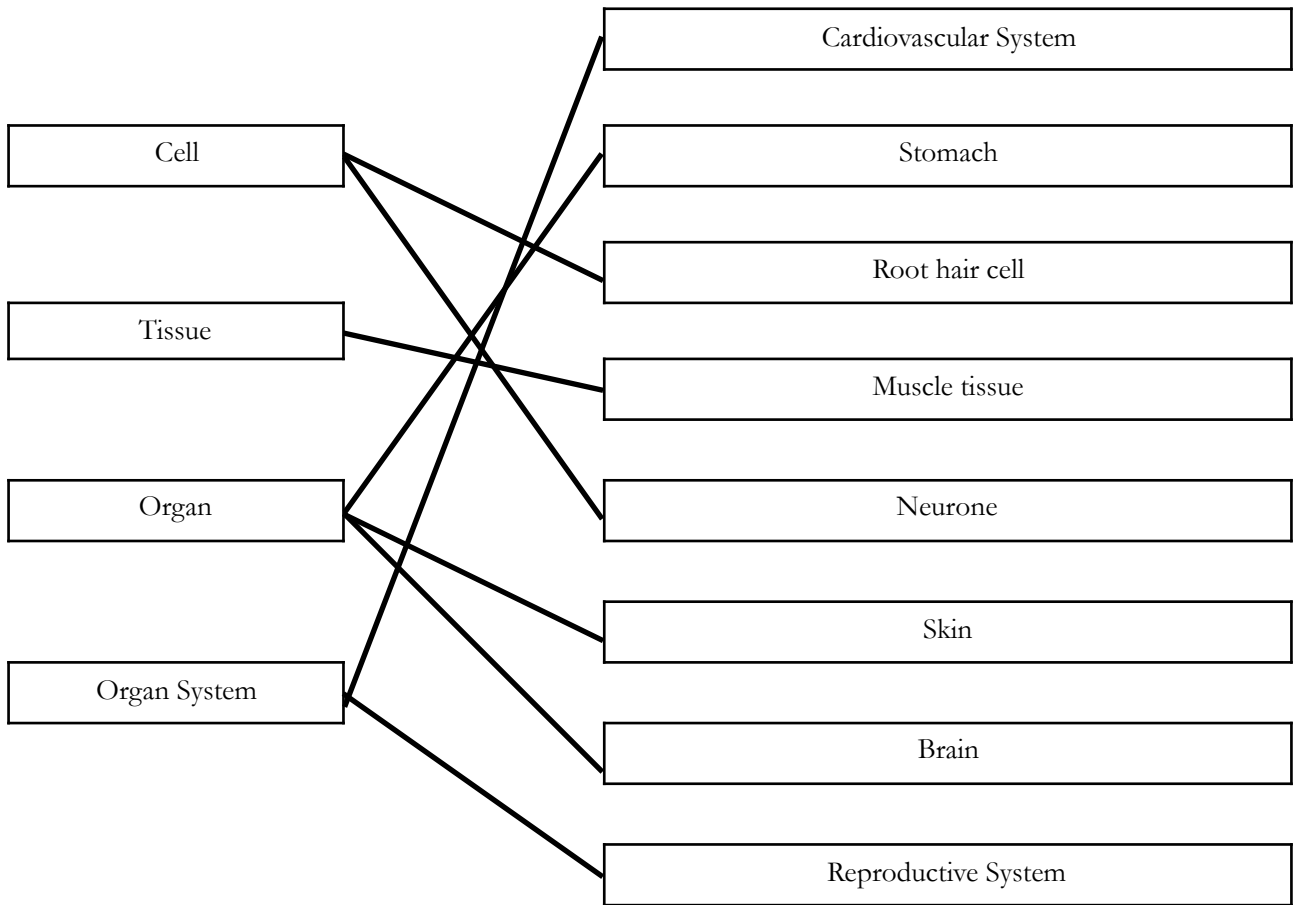 Cell
Tissue
Organ
Organ System
Cardiovascular System
Stomach
Root hair cell
Muscle tissue
Neurone
Skin
Brain
Reproductive System